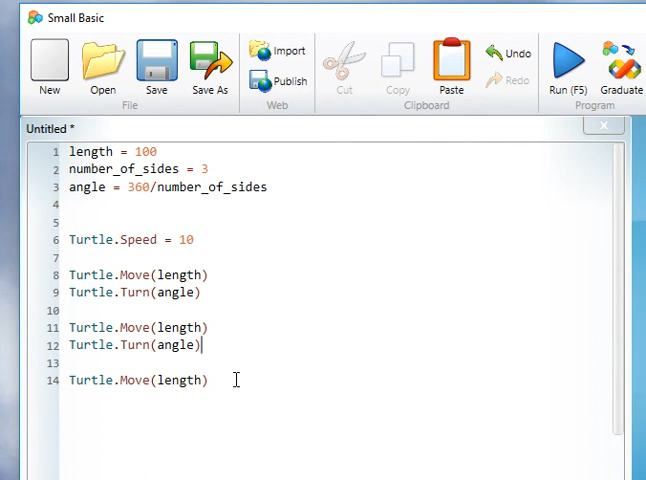 Small Basic
New
Open
Save
Save As
Import
Publish
Cut
Copy
Paste
Undo
Redo
Run (F5)
Graduate
File
Web
Clipboard
Program
Untitled *
1 length = 100
2 number_of_sides = 3
3 angle = 360/number_of_sides
4
5
6 Turtle.Speed = 10
7
8 Turtle.Move(length)
9 Turtle.Turn(angle)
10
11 Turtle.Move(length)
12 Turtle.Turn(angle)
13
14 Turtle.Move(length)